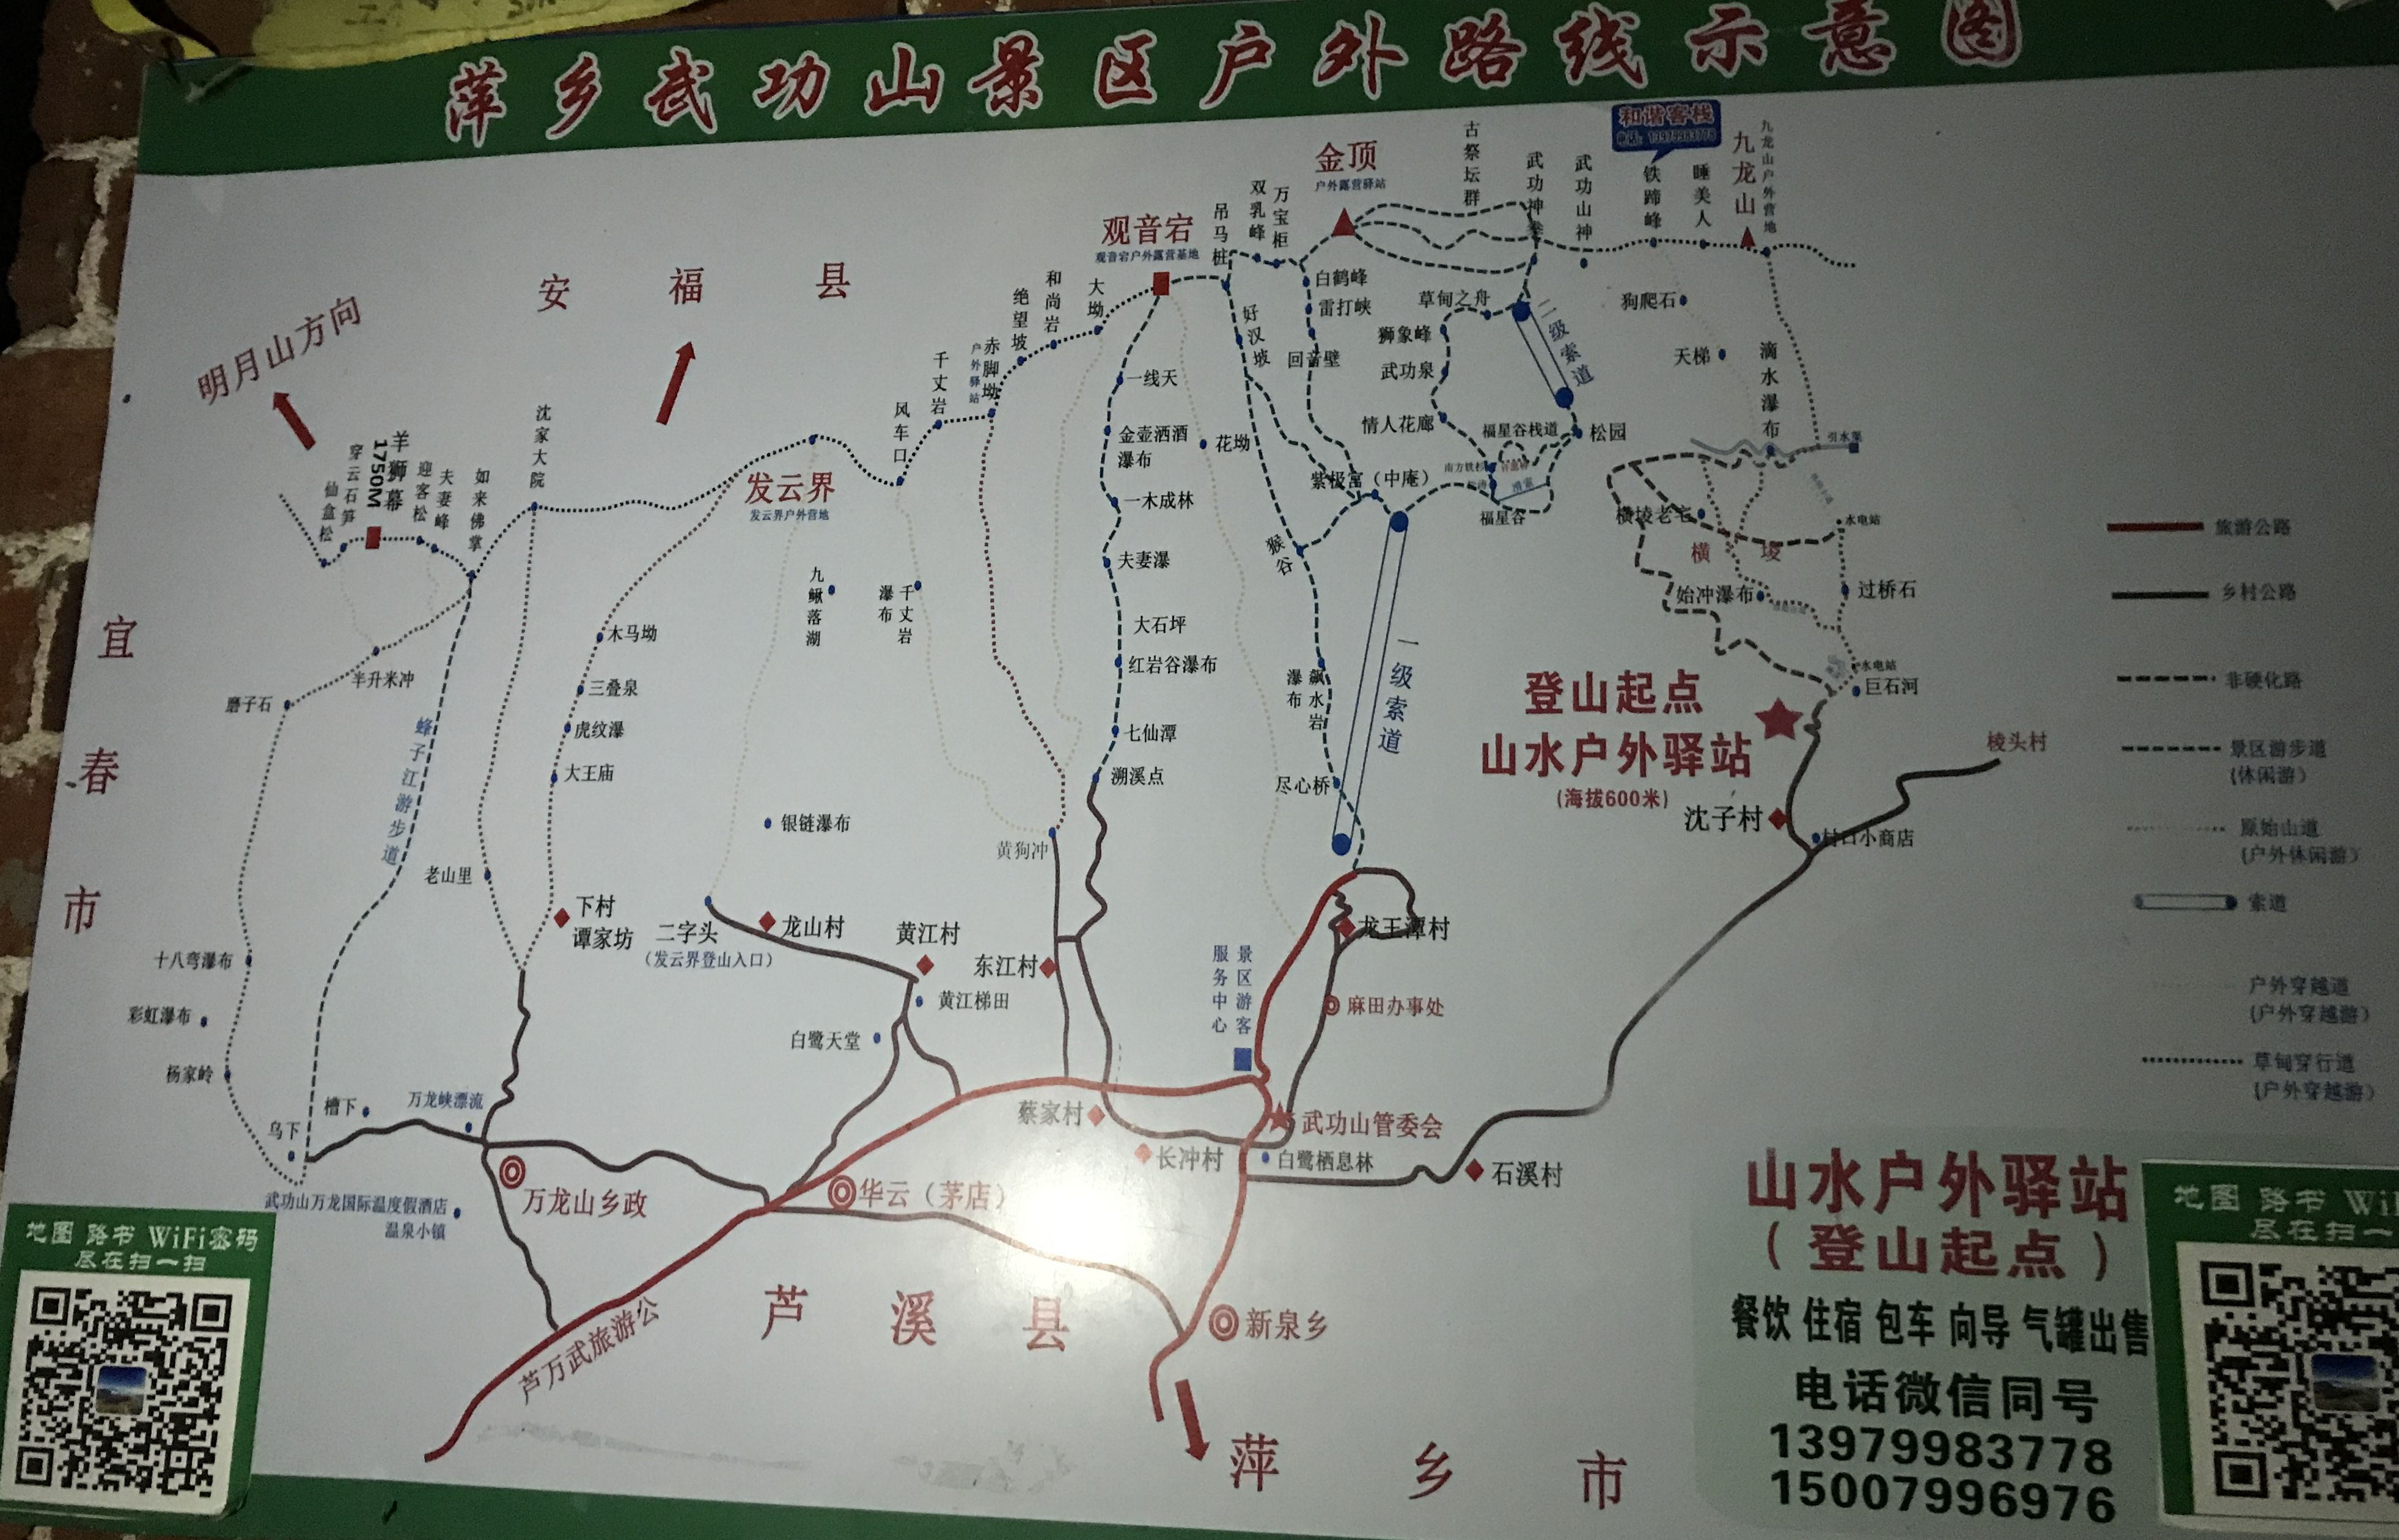 萍乡武功山景区户外路线示意图
和谐客栈
电话：13979983778
金顶
户外露营驿站
古祭坛群
武功山神
铁蹄峰
睡美人
九龙山
九龙山户外营地
观音宕
观音宕户外露营基地
吊马桩
双乳峰
万宝柜
安福县
明月山方向
大坳
和尚岩
绝望坡
赤脚坳
户外驿站
千丈岩
风车口
白鹤峰
雷打峡
回音壁
好汉坡
草甸之舟
狮象峰
武功泉
情人花廊
二级索道
狗爬石
天梯
滴水瀑布
引水渠
羊狮幕
1750M
穿云石笋
仙盒松
迎客松
夫妻峰
如来佛掌
沈家大院
发云界
发云界户外营地
一线天
金壶洒酒
瀑布
花坳
一木成林
夫妻瀑
大石坪
红岩谷瀑布
七仙潭
溯溪点
福星谷栈道
松园
南方铁杉
滑索
福星谷
紫极宫（中庵）
猴谷
一级索道
飙水岩
瀑布
尽心桥
横埈老宅
横埈
水电站
过桥石
始冲瀑布
水电站
巨石河
登山起点
山水户外驿站
(海拔600米)
沈子村
村口小商店
棱头村
旅游公路
乡村公路
非硬化路
景区游步道
(休闲游)
原始山道
(户外休闲游)
索道
户外穿越道
(户外穿越游)
草甸穿行道
(户外穿越游)
宜春市
九鳅落湖
千丈岩
瀑布
木马坳
三叠泉
虎纹瀑
大王庙
半升米冲
磨子石
蜂子江游步道
老山里
银链瀑布
黄狗冲
下村
谭家坊
二字头
（发云界登山入口）
龙山村
黄江村
东江村
黄江梯田
白鹭天堂
十八弯瀑布
彩虹瀑布
杨家岭
槽下
乌下
万龙峡漂流
景区游客
服务中心
龙王潭村
麻田办事处
蔡家村
长冲村
武功山管委会
白鹭栖息林
石溪村
万龙山乡政
华云（茅店）
武功山万龙国际温度假酒店
温泉小镇
芦万武旅游公
芦溪县
新泉乡
萍乡市
地图 路书 WiFi密码
尽在扫一扫
山水户外驿站
（登山起点）
餐饮 住宿 包车 向导 气罐出售
电话微信同号
13979983778
15007996976
地图 路书 Wi
尽在扫一